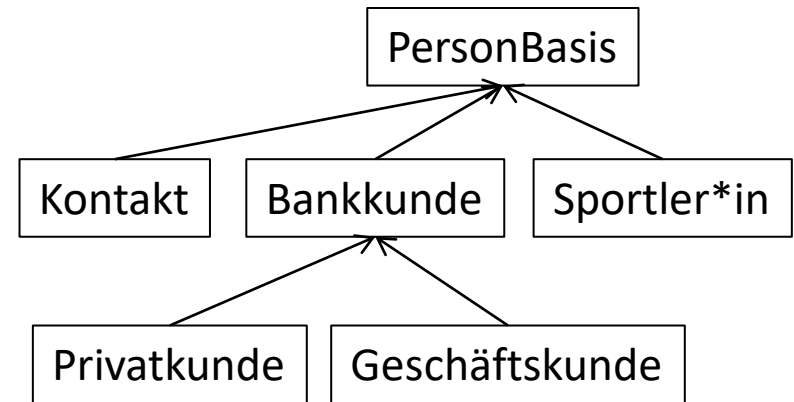 PersonBasis
Kontakt
Bankkunde
Sportler*in
Privatkunde
Geschäftskunde